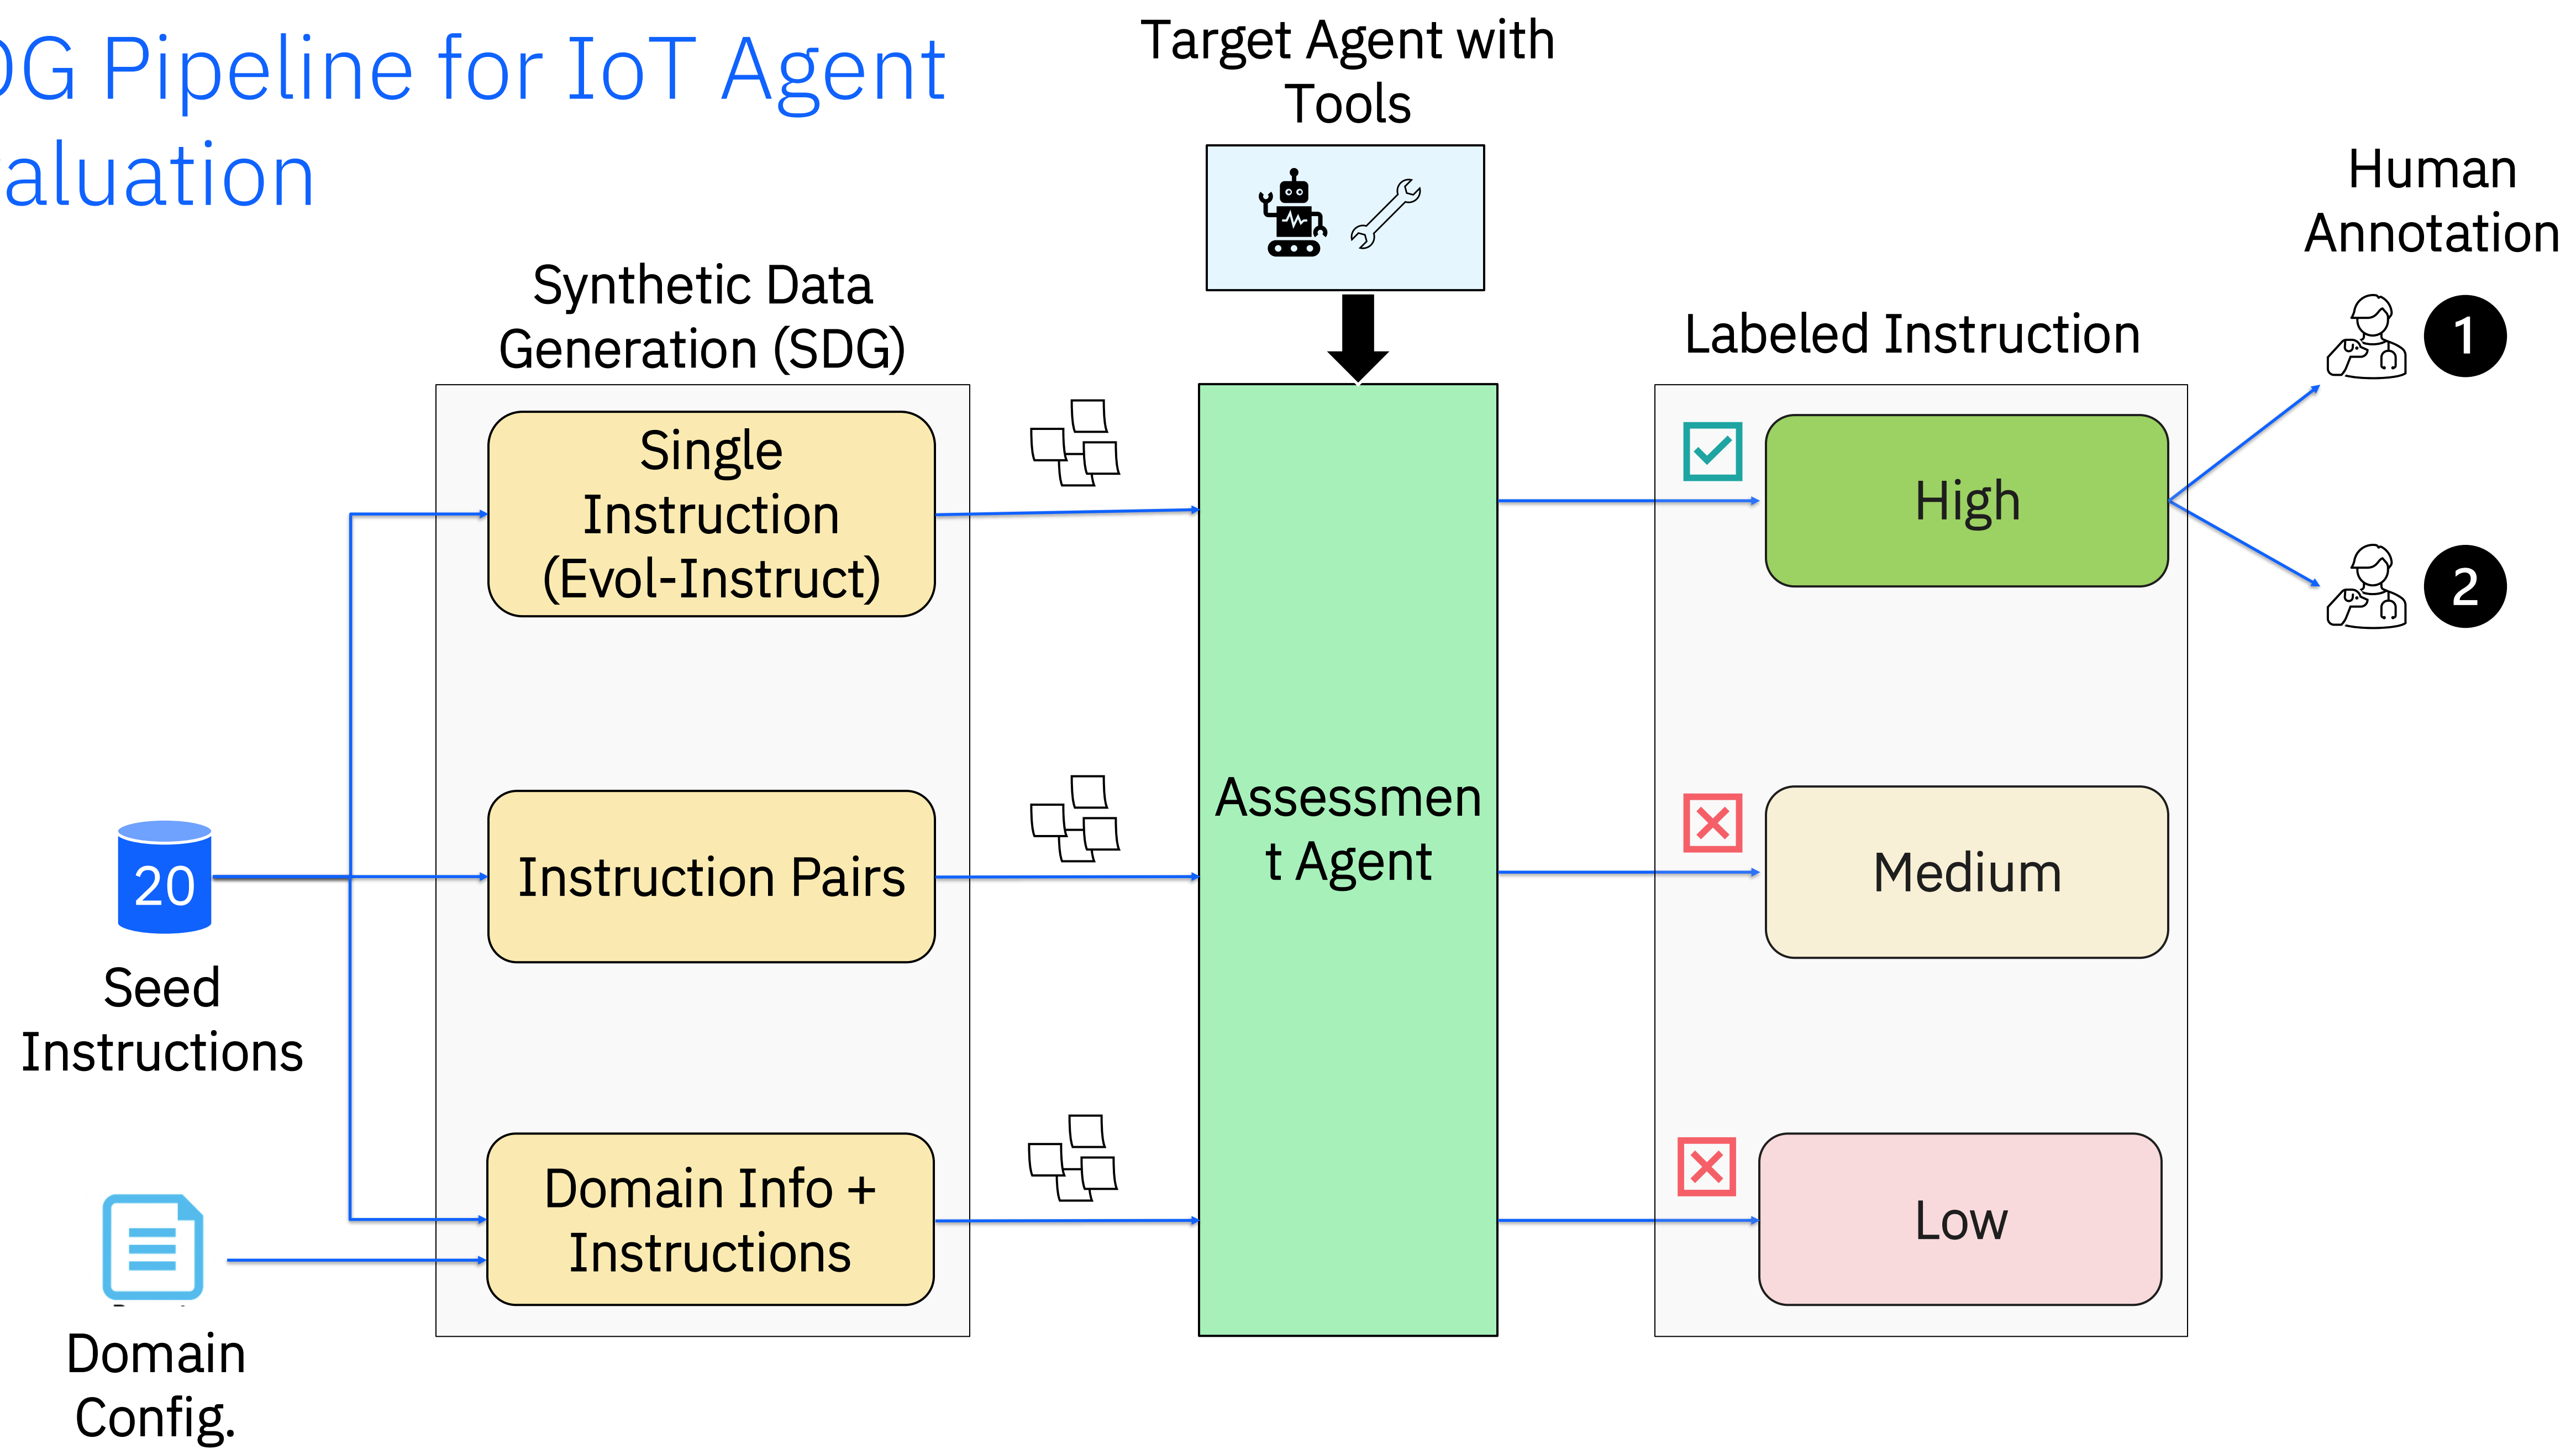 DG Pipeline for IoT Agent
aluation
Target Agent with
Tools
Human
Annotation
Synthetic Data
Generation (SDG)
Labeled Instruction
1
Single
Instruction
(Evol-Instruct)
High
2
Assessmen
t Agent
Instruction Pairs
Medium
20
Seed
Instructions
Domain Info +
Instructions
Low
Domain
Config.